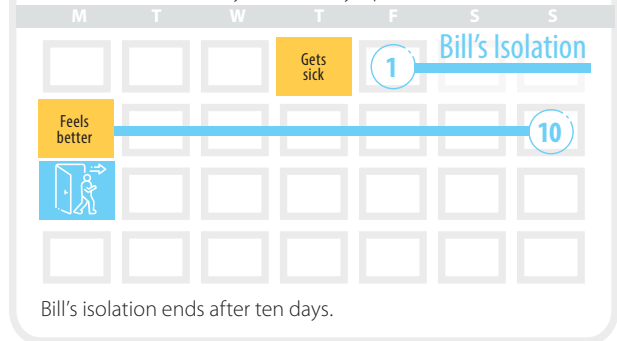 M T W T F S S
Gets
sick
1
Bill's Isolation
Feels
better
10
Bill's isolation ends after ten days.